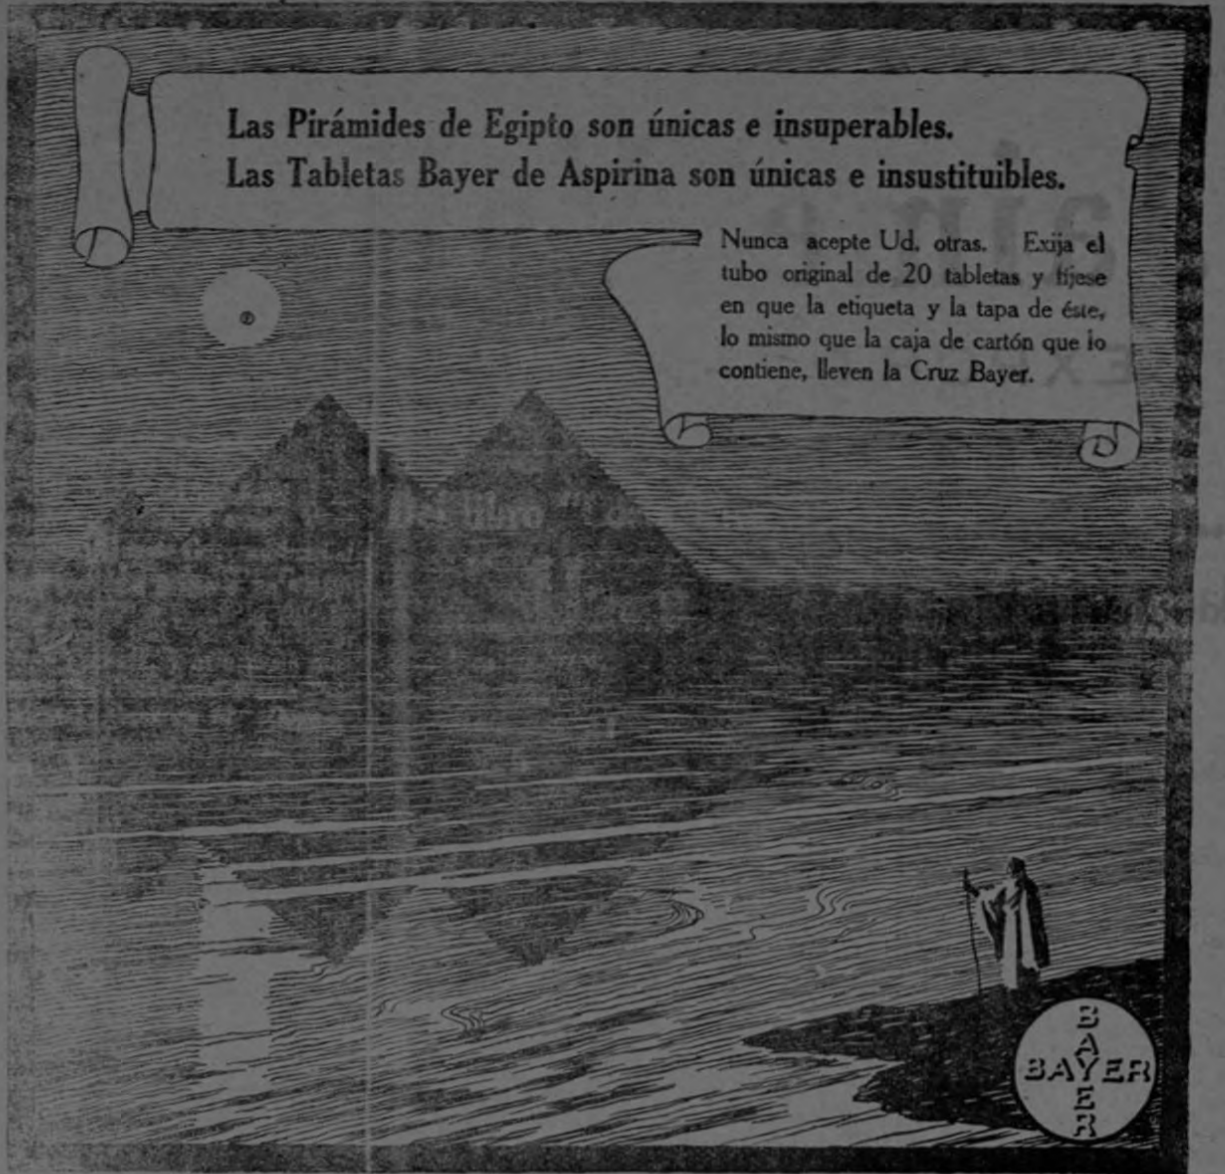 Las Pirámides de Egipto son únicas e insuperables.
Las Tabletas Bayer de Aspirina son únicas e insustituibles.
Nunca acepte Ud. otras. Exija el
tubo original de 20 tabletas y fíjese
en que la etiqueta y la tapa de éste,
lo mismo que la caja de cartón que lo
contiene, lleven la Cruz Bayer.
BAYER
BAYER